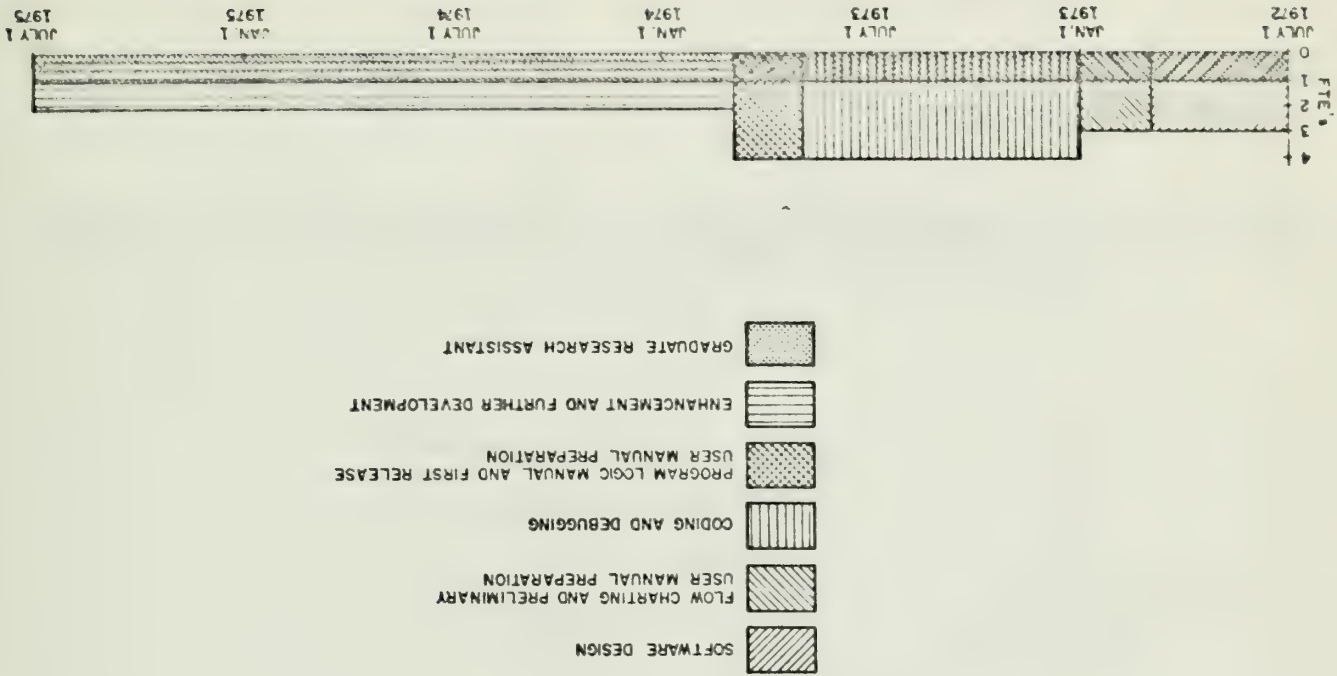 SOFTWARE DESIGN
FLOW CHARTING AND PRELIMINARY
USER MANUAL PREPARATION
CODING AND DEBUGGING
PROGRAM LOGIC MANUAL AND FIRST RELEASE
USER MANUAL PREPARATION
ENHANCEMENT AND FURTHER DEVELOPMENT
GRADUATE RESEARCH ASSISTANT
FTE's
4
3
2
1
0
JULY 1
1972
JAN. 1
1973
JULY 1
1973
JAN. 1
1974
JULY 1
1974
JAN. 1
1975
JULY 1
1975